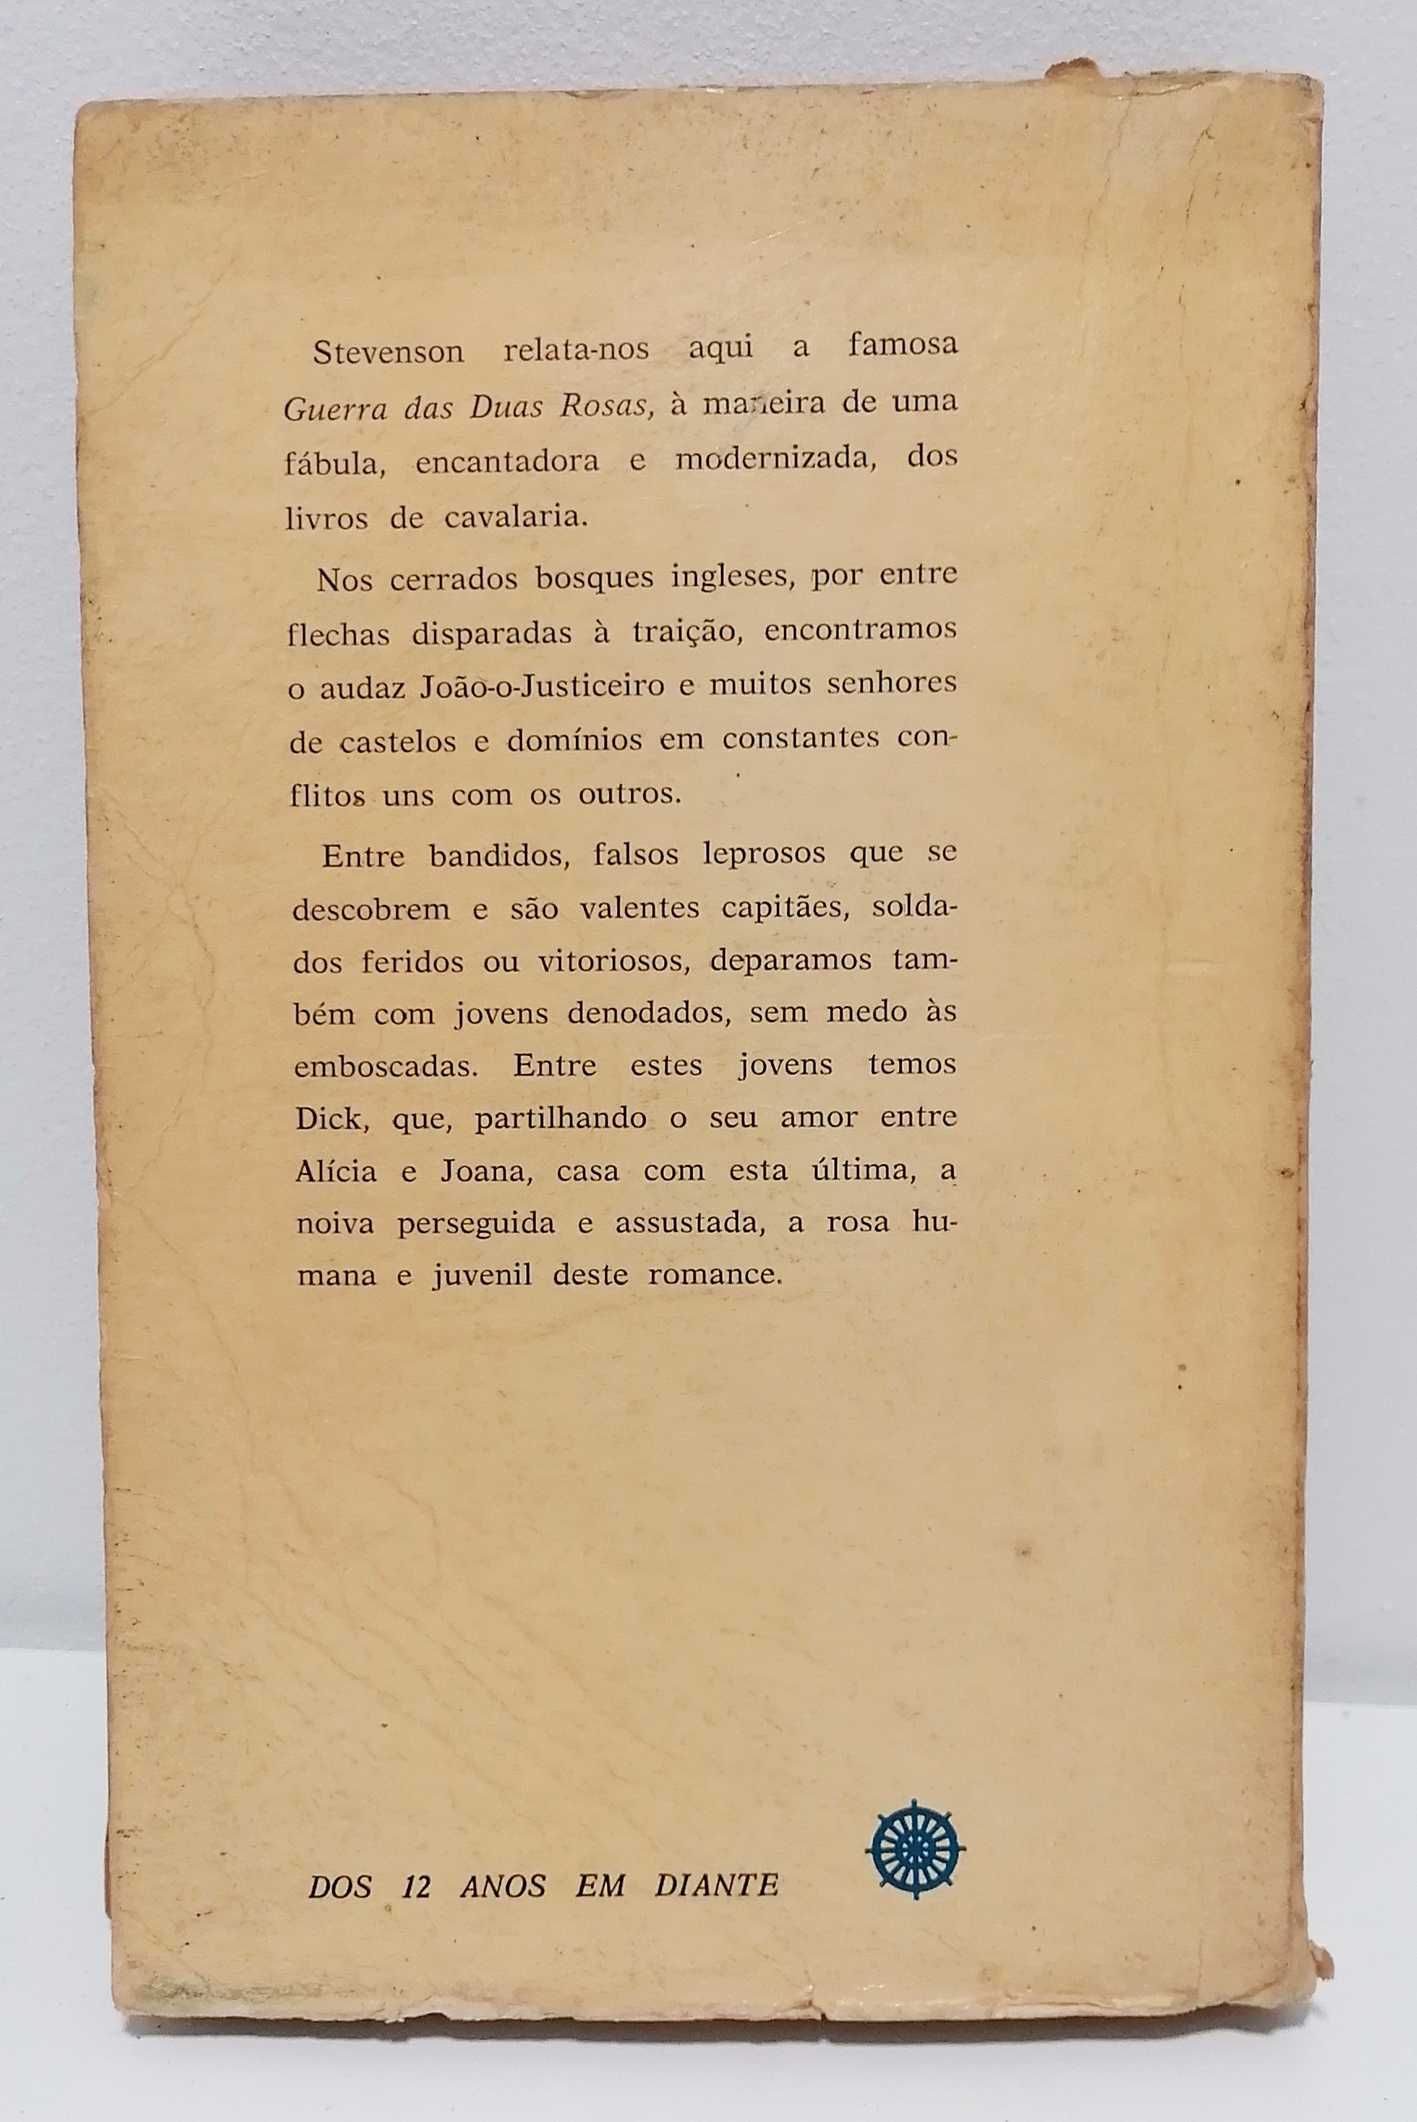 Stevenson relata-nos aqui a famosa
Guerra das Duas Rosas, à maneira de uma
fábula, encantadora e modernizada, dos
livros de cavalaria.
Nos cerrados bosques ingleses, por entre
flechas disparadas à traição, encontramos
o audaz João-o-Justiceiro e muitos senhores
de castelos e domínios em constantes con-
flitos uns com os outros.
Entre bandidos, falsos leprosos que se
descobrem e são valentes capitães, solda-
dos feridos ou vitoriosos, deparamos tam-
bém com jovens denodados, sem medo às
emboscadas. Entre estes jovens temos
Dick, que, partilhando o seu amor entre
Alícia e Joana, casa com esta última, a
noiva perseguida e assustada, a rosa hu-
mana e juvenil deste romance.
DOS 12 ANOS EM DIANTE